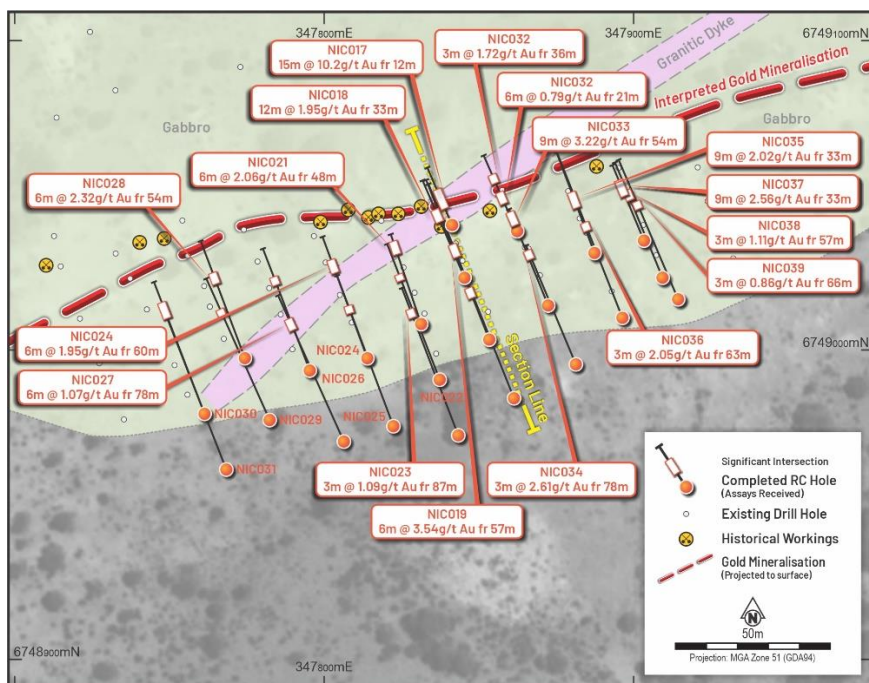 347800mE
347900mE
6749100mN
NIC017
15m @ 10.2g/t Au fr 12m
NIC032
3m @ 1.72g/t Au fr 36m
Granitic Dyke
NIC018
12m @ 1.95g/t Au fr 33m
NIC032
6m @ 0.79g/t Au fr 21m
Interpreted Gold Mineralisation
Gabbro
NIC033
9m @ 3.22g/t Au fr 54m
Gabbro
NIC035
9m @ 2.02g/t Au fr 33m
NIC021
6m @ 2.06g/t Au fr 48m
NIC028
6m @ 2.32g/t Au fr 54m
NIC037
9m @ 2.56g/t Au fr 33m
NIC038
3m @ 1.11g/t Au fr 57m
NIC039
3m @ 0.86g/t Au fr 66m
NIC024
6m @ 1.95g/t Au fr 60m
NIC036
3m @ 2.05g/t Au fr 63m
6749000mN
NIC027
6m @ 1.07g/t Au fr 78m
NIC024
NIC026
NIC022
Section Line
NIC030
NIC029
NIC025
NIC031
NIC023
3m @ 1.09g/t Au fr 87m
NIC034
3m @ 2.61g/t Au fr 78m
NIC019
6m @ 3.54g/t Au fr 57m
Significant Intersection
Completed RC Hole
(Assays Received)
Existing Drill Hole
Historical Workings
Gold Mineralisation
(Projected to surface)
N
50m
Projection: MGA Zone 51 (GDA94)
6748900mN
347800mE